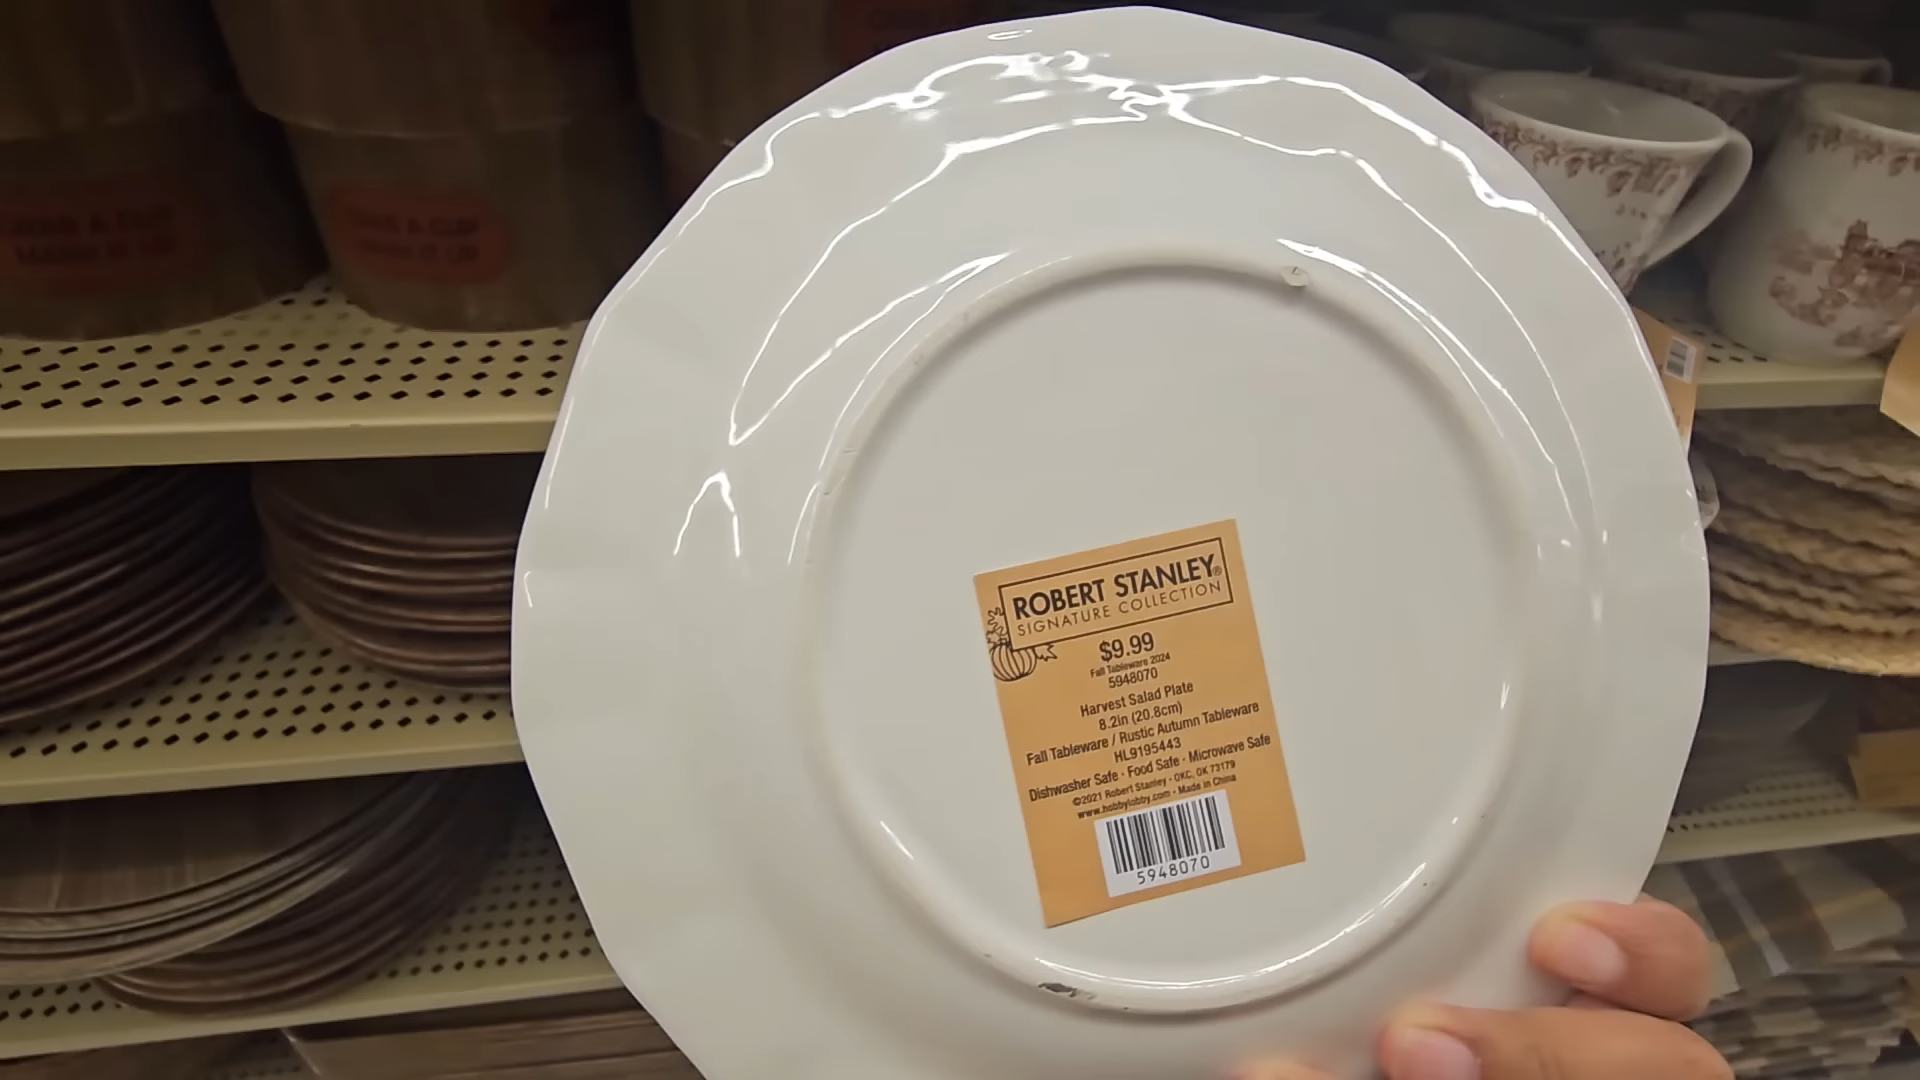 ROBERT STANLEY®
SIGNATURE COLLECTION
$9.99
Fall Tableware 2024
5948070
Harvest Salad Plate
8.2in (20.8cm)
Fall Tableware / Rustic Autumn Tableware
HL9195443
Dishwasher Safe · Food Safe · Microwave Safe
©2021 Robert Stanley · OKC, OK 73179
www.hobbylobby.com · Made in China
5948070